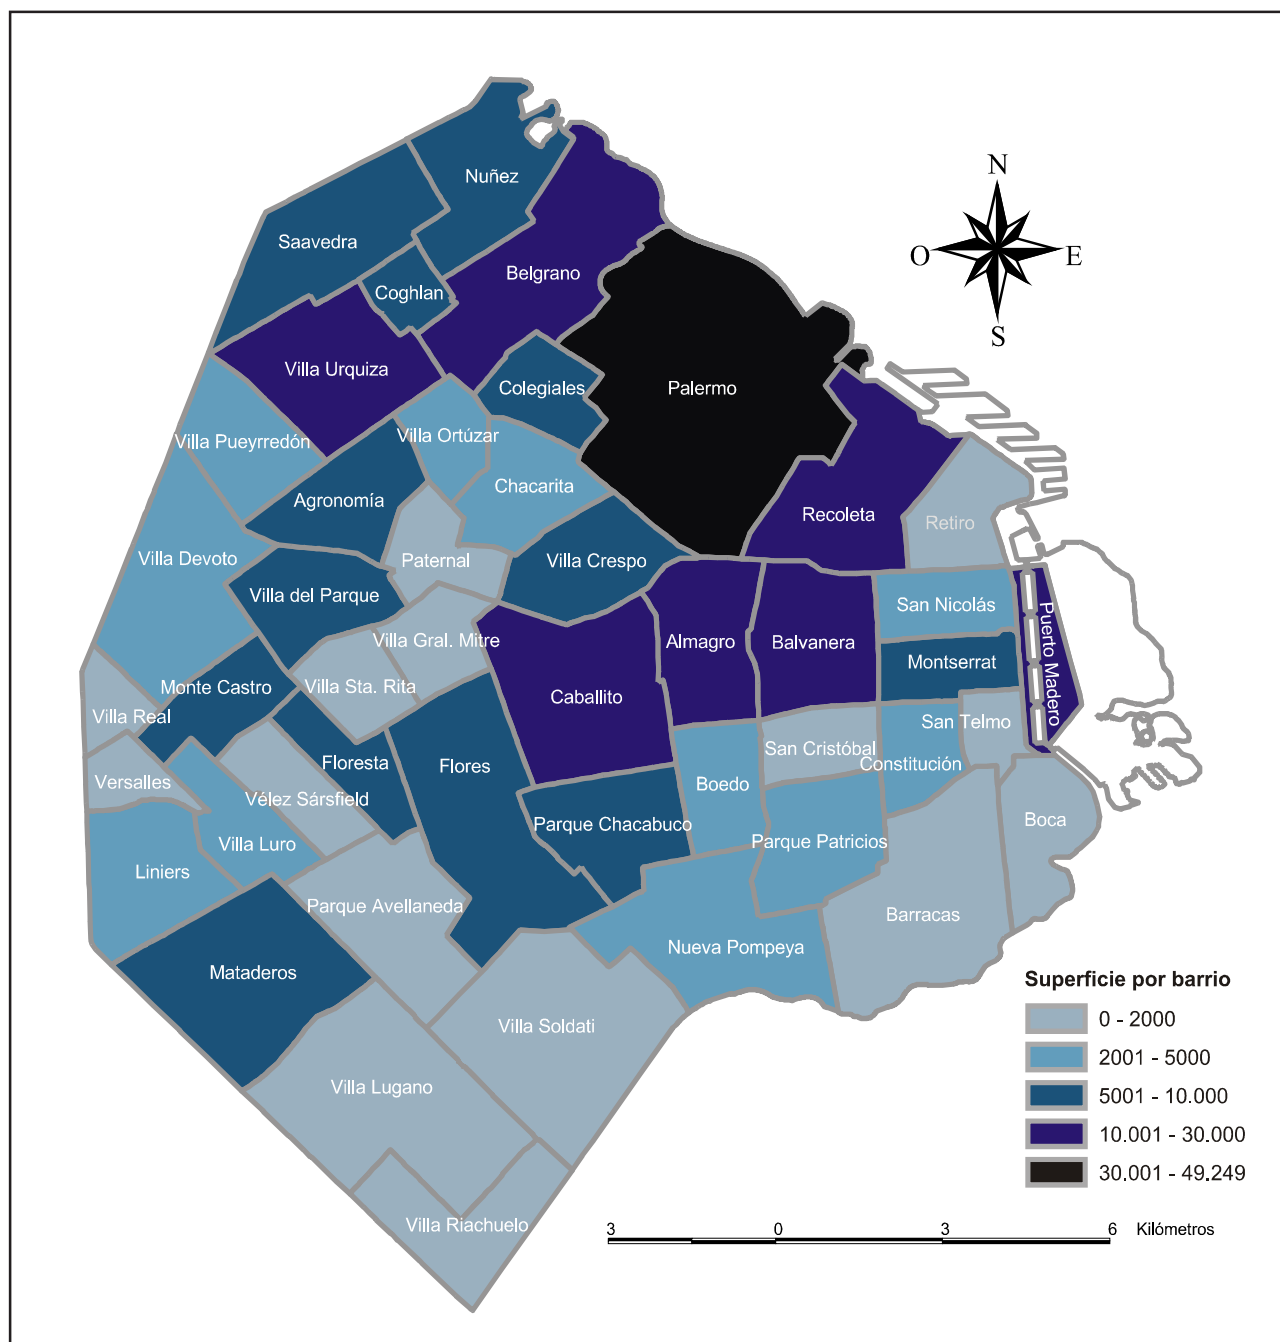 N
O
E
S
Nuñez
Saavedra
Belgrano
Coghlan
Villa Urquiza
Colegiales
Palermo
Villa Pueyrredón
Villa Ortúzar
Chacarita
Agronomía
Recoleta
Retiro
Villa Devoto
Paternal
Villa Crespo
Villa del Parque
San Nicolás
Villa Gral. Mitre
Almagro
Balvanera
Puerto Madero
Montserrat
Monte Castro
Villa Sta. Rita
Caballito
Villa Real
San Telmo
San Cristóbal
Floresta
Flores
Constitución
Versalles
Boedo
Vélez Sársfield
Parque Chacabuco
Boca
Villa Luro
Parque Patricios
Liniers
Parque Avellaneda
Barracas
Nueva Pompeya
Mataderos
Villa Soldati
Villa Lugano
Villa Riachuelo
Superficie por barrio
0 - 2000
2001 - 5000
5001 - 10.000
10.001 - 30.000
30.001 - 49.249
3 0 3 6 Kilómetros